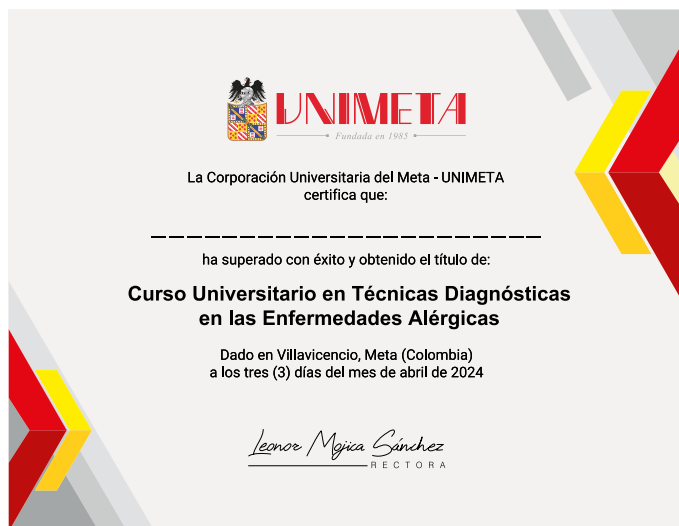 UNIMETA
Fundada en 1985
La Corporación Universitaria del Meta - UNIMETA
certifica que:
ha superado con éxito y obtenido el título de:
Curso Universitario en Técnicas Diagnósticas
en las Enfermedades Alérgicas
Dado en Villavicencio, Meta (Colombia)
a los tres (3) días del mes de abril de 2024
Leonor Mojica Sánchez
RECTORA